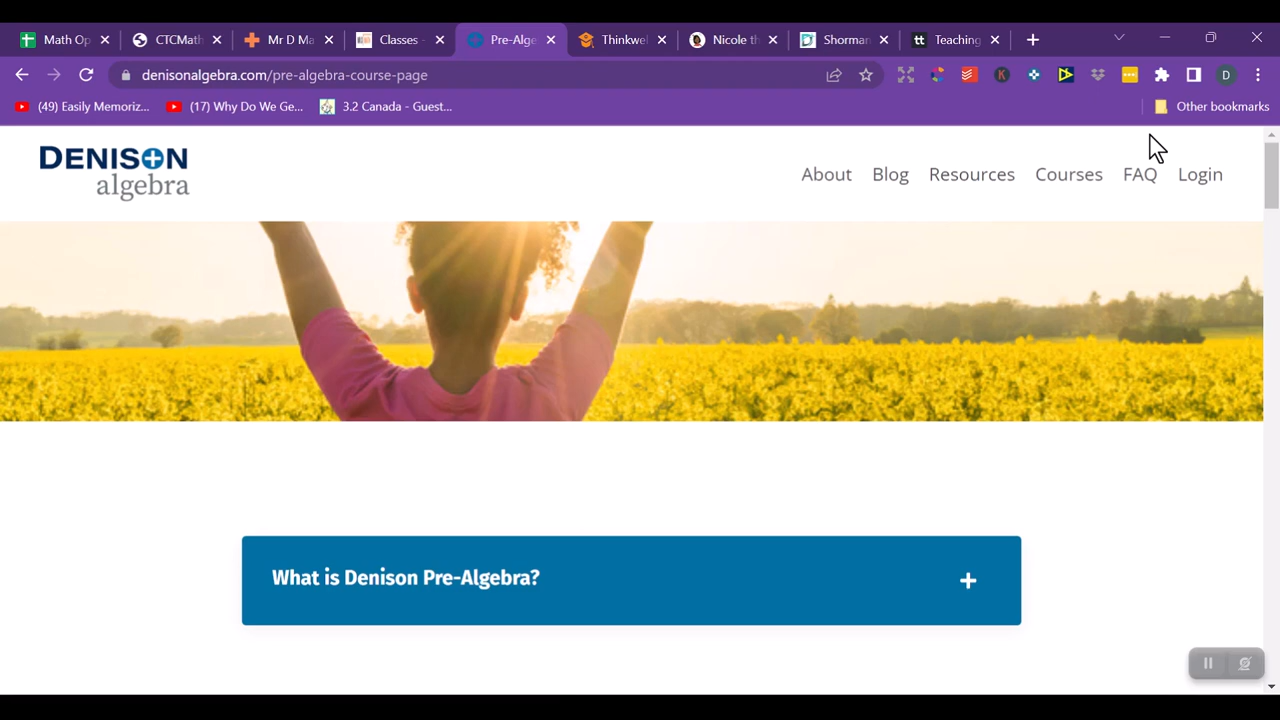 Math Op
CTCMath
Mr D Ma
Classes -
Pre-Alge
Thinkwel
Nicole th
Shorman
tt Teaching
denisonalgebra.com/pre-algebra-course-page
K
D
(49) Easily Memoriz...
(17) Why Do We Ge...
3.2 Canada - Guest...
Other bookmarks
DENISON
algebra
About
Blog
Resources
Courses
FAQ
Login
What is Denison Pre-Algebra?